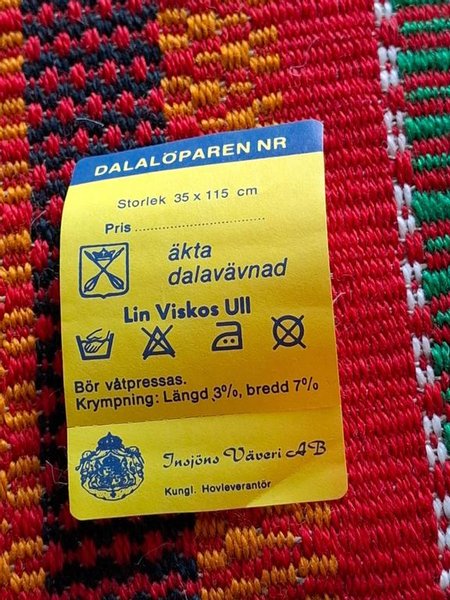 DALALÖPAREN NR
Storlek 35 x 115 cm
Pris ..............................
äkta
dalavävnad
Lin Viskos Ull
Bör våtpressas.
Krympning: Längd 3%, bredd 7%
Insjöns Väveri AB
Kungl. Hovleverantör